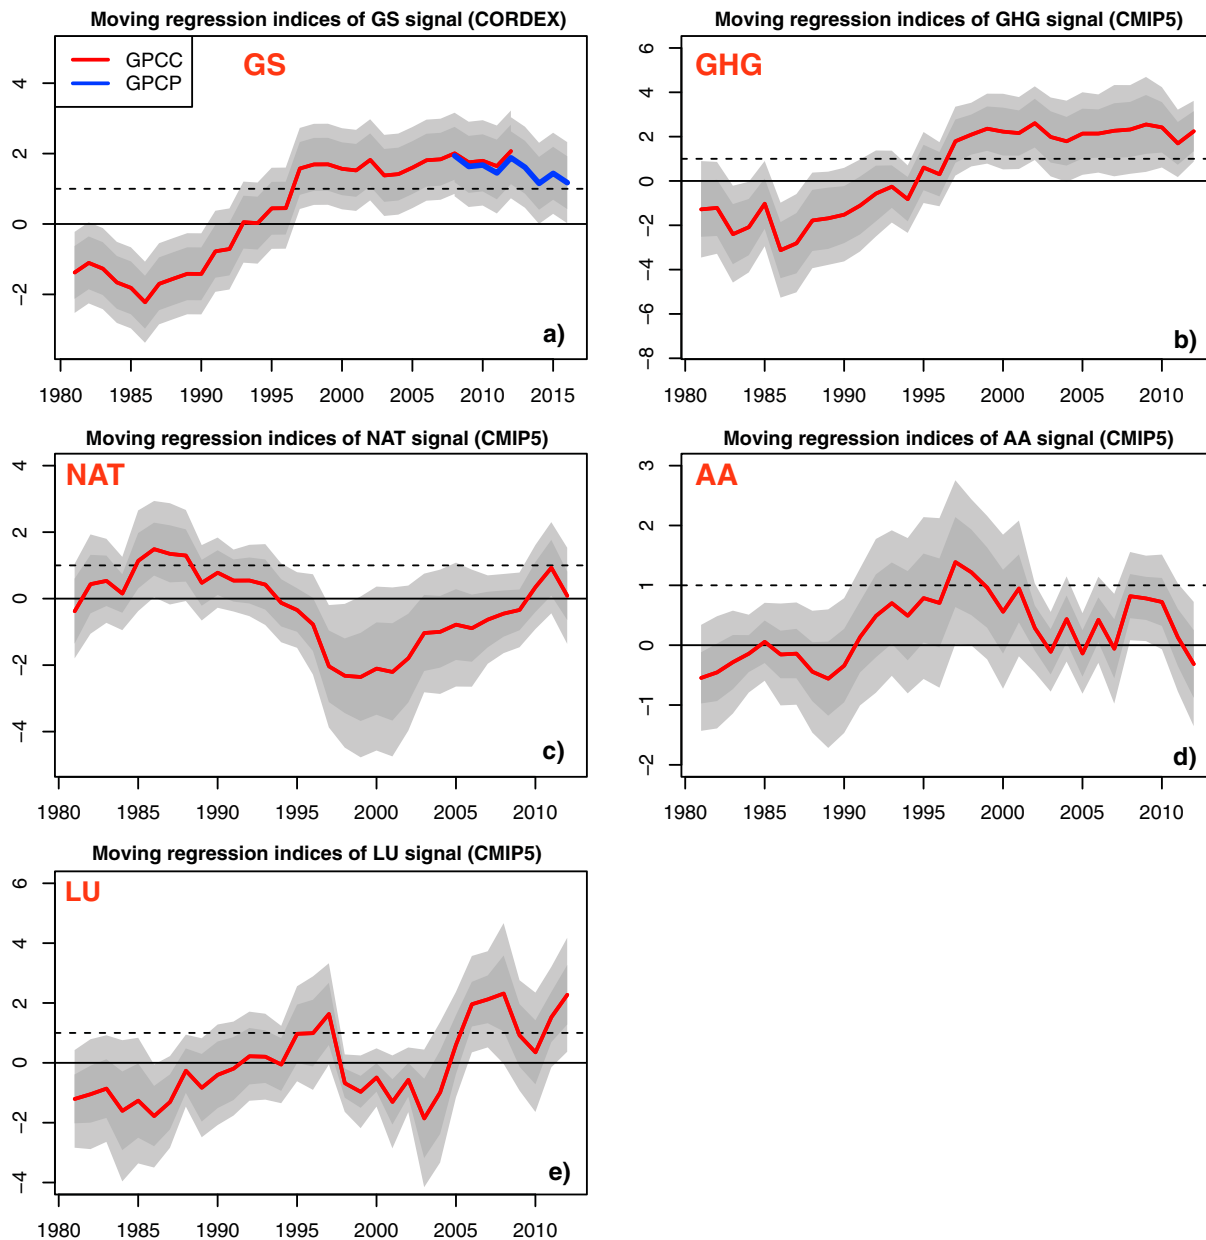 Moving regression indices of GS signal (CORDEX)
GPCC
GPCP
GS
4
2
0
−2
a)
1980 1985 1990 1995 2000 2005 2010 2015
Moving regression indices of GHG signal (CMIP5)
GHG
6
4
2
0
−2
−4
−6
−8
b)
1980 1985 1990 1995 2000 2005 2010
Moving regression indices of NAT signal (CMIP5)
NAT
4
2
0
−2
−4
c)
1980 1985 1990 1995 2000 2005 2010
Moving regression indices of AA signal (CMIP5)
AA
3
2
1
0
−1
−2
d)
1980 1985 1990 1995 2000 2005 2010
Moving regression indices of LU signal (CMIP5)
LU
6
4
2
0
−2
−4
e)
1980 1985 1990 1995 2000 2005 2010